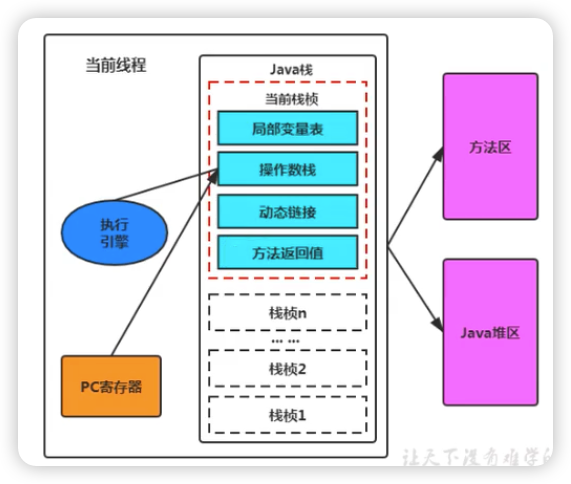 当前线程
Java栈
当前栈桢
局部变量表
操作数栈
动态链接
方法返回值
执行
引擎
PC寄存器
栈桢n
... ...
栈桢2
栈桢1
方法区
Java堆区
让天下没有难学的